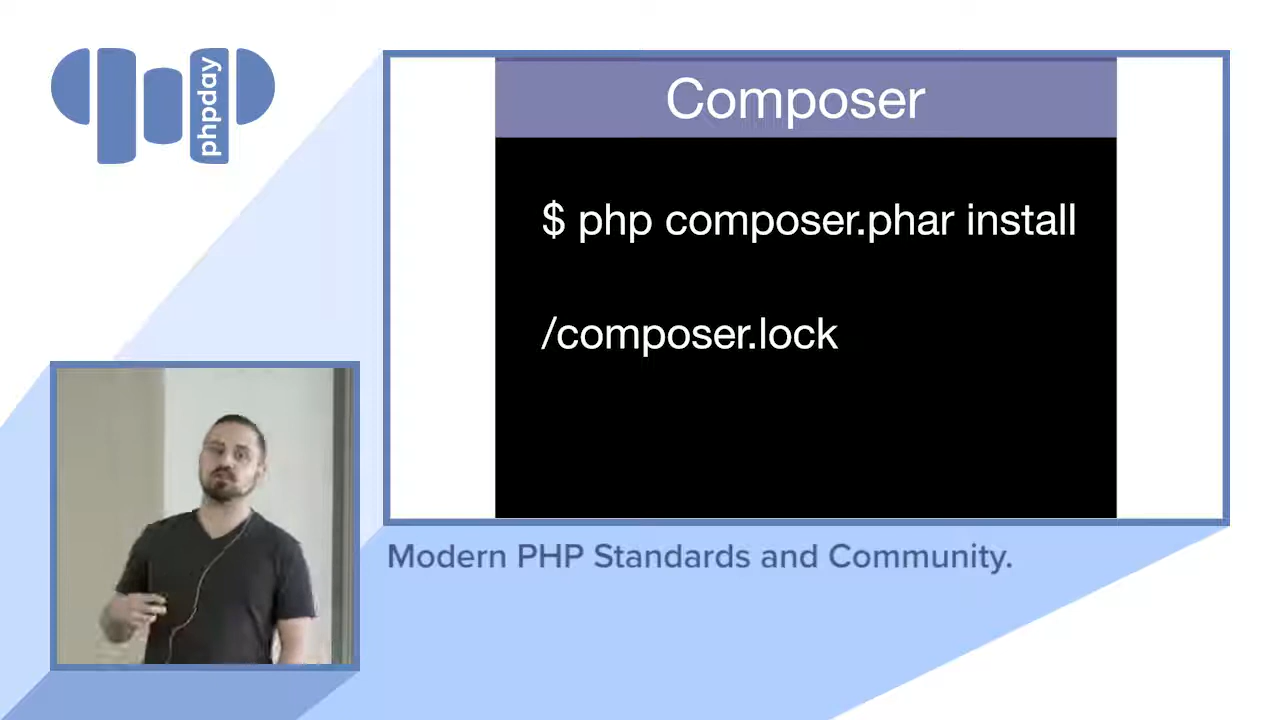 phpday
Composer
$ php composer.phar install
/composer.lock
Modern PHP Standards and Community.